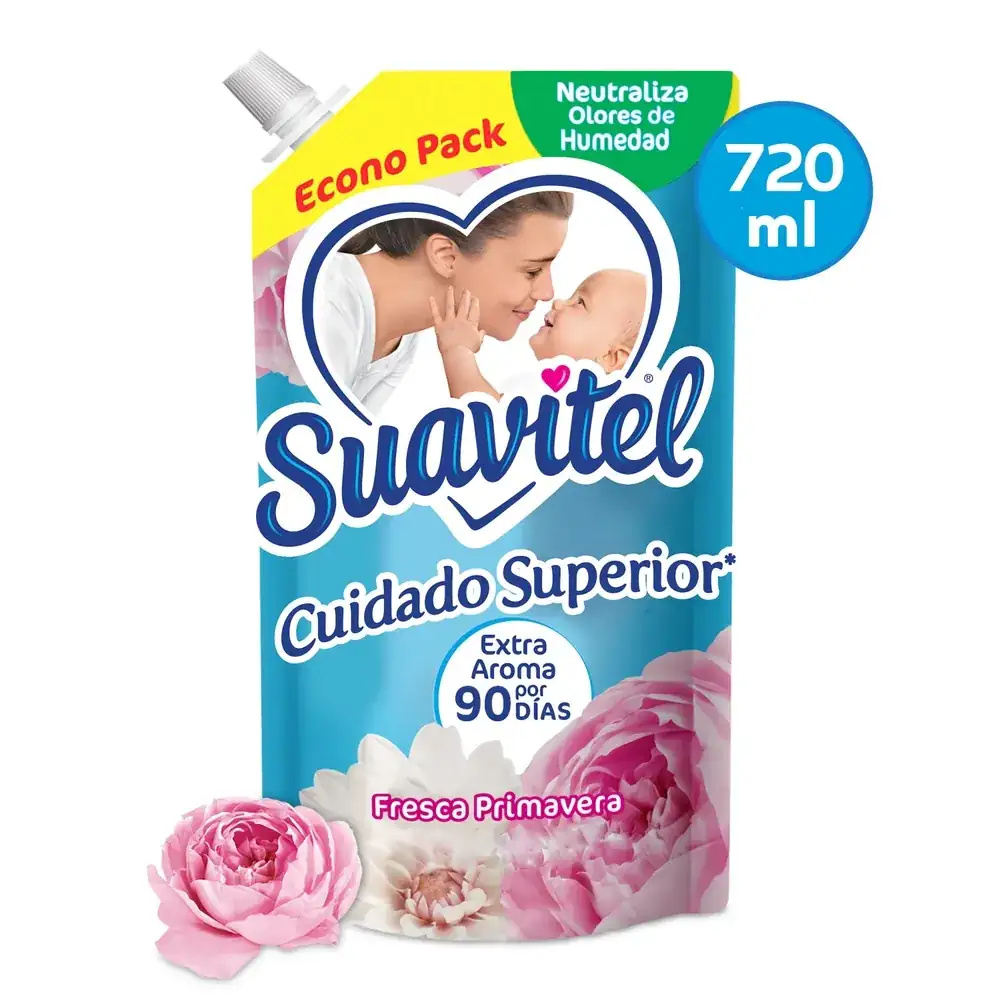 Econo Pack
Neutraliza
Olores de
Humedad
720
ml
Suavitel®
Cuidado Superior*
Extra
Aroma
90 por DÍAS
Fresca Primavera